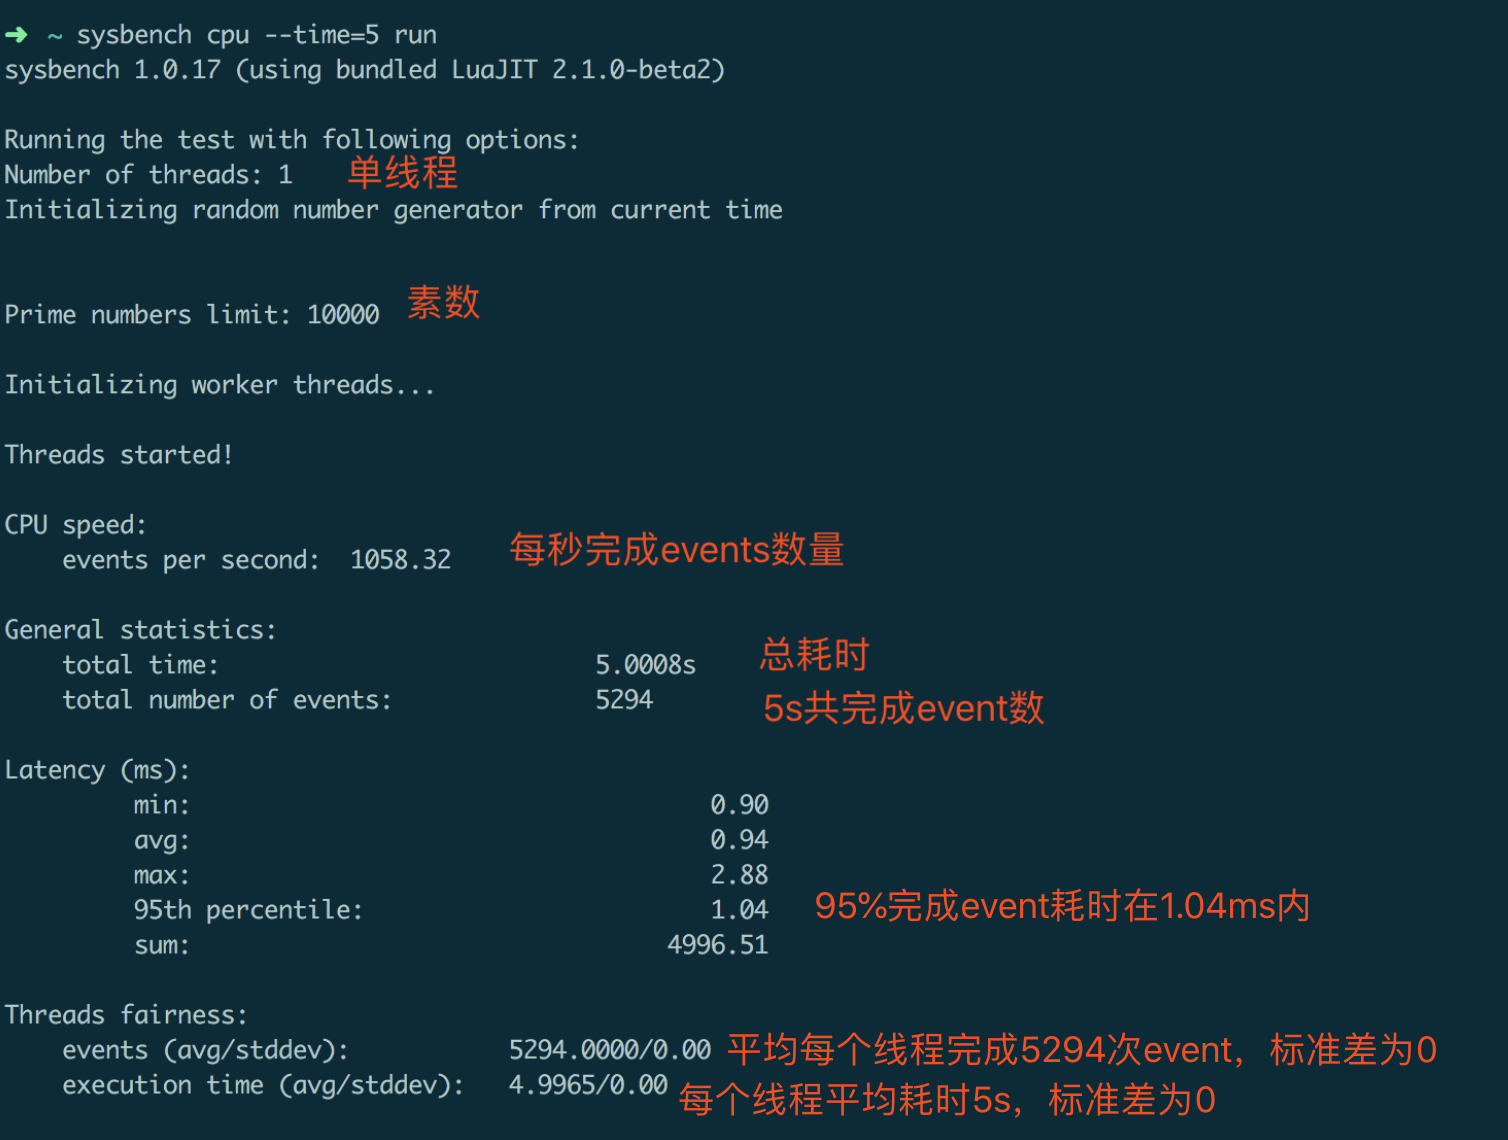 ➜ ~ sysbench cpu --time=5 run
sysbench 1.0.17 (using bundled LuaJIT 2.1.0-beta2)
Running the test with following options:
Number of threads: 1 单线程
Initializing random number generator from current time
Prime numbers limit: 10000 素数
Initializing worker threads...
Threads started!
CPU speed:
events per second: 1058.32 每秒完成events数量
General statistics:
total time: 5.0008s 总耗时
total number of events: 5294 5s共完成event数
Latency (ms):
min: 0.90
avg: 0.94
max: 2.88
95th percentile: 1.04 95%完成event耗时在1.04ms内
sum: 4996.51
Threads fairness:
events (avg/stddev): 5294.0000/0.00 平均每个线程完成5294次event，标准差为0
execution time (avg/stddev): 4.9965/0.00 每个线程平均耗时5s，标准差为0